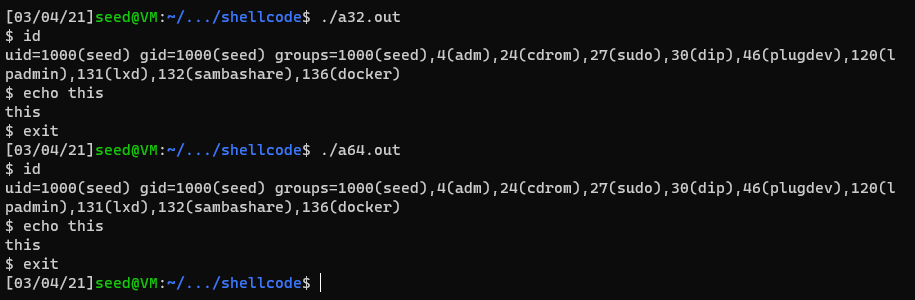 [03/04/21]seed@VM:~/.../shellcode$ ./a32.out
$ id
uid=1000(seed) gid=1000(seed) groups=1000(seed),4(adm),24(cdrom),27(sudo),30(dip),46(plugdev),120(l
padmin),131(lxd),132(sambashare),136(docker)
$ echo this
this
$ exit
[03/04/21]seed@VM:~/.../shellcode$ ./a64.out
$ id
uid=1000(seed) gid=1000(seed) groups=1000(seed),4(adm),24(cdrom),27(sudo),30(dip),46(plugdev),120(l
padmin),131(lxd),132(sambashare),136(docker)
$ echo this
this
$ exit
[03/04/21]seed@VM:~/.../shellcode$